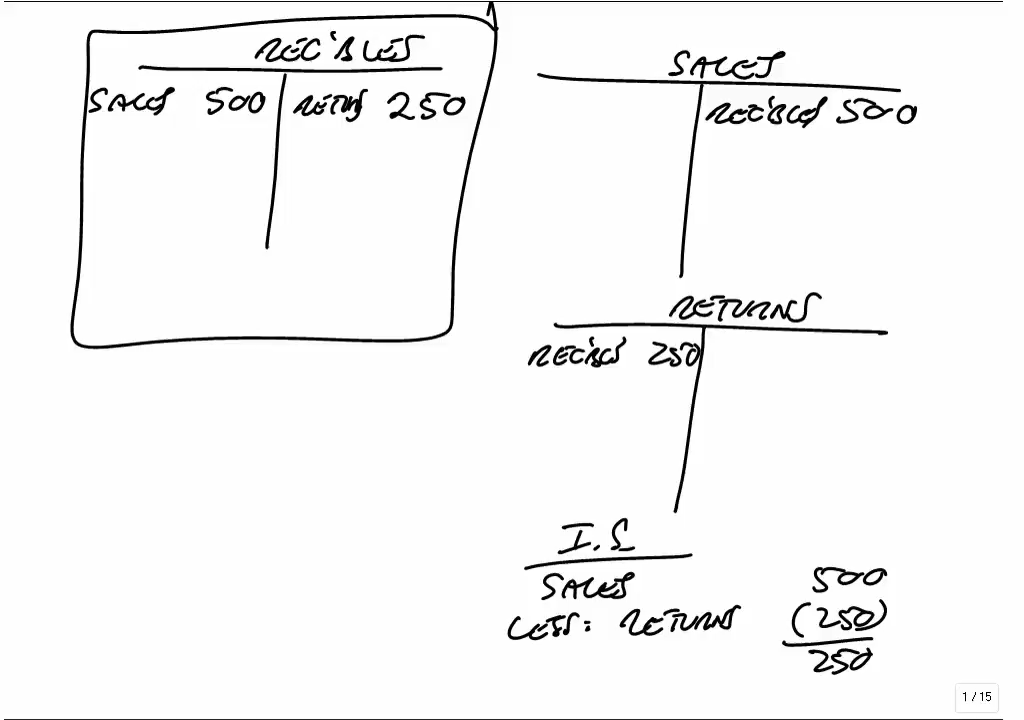 REC'BLES
SALES 500 RETNS 250
SALES
REC'BLES 500
RETURNS
REC'BLS 250
I.S
SALES 500
LESS: RETURNS (250)
250
1 / 15